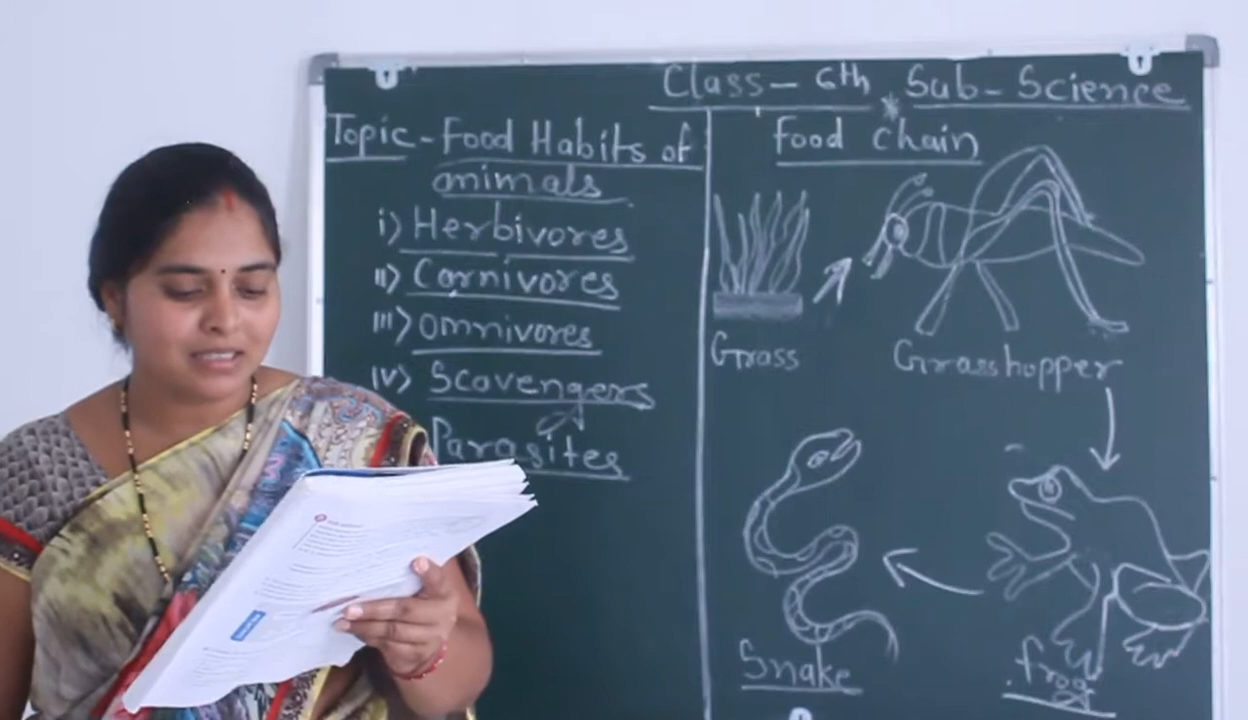 Class - 6th Sub - Science
Topic - Food Habits of
animals
i) Herbivores
ii) Carnivores
iii) omnivores
iv) Scavengers
Parasites
Food chain
Grass
Grasshopper
Snake
frog